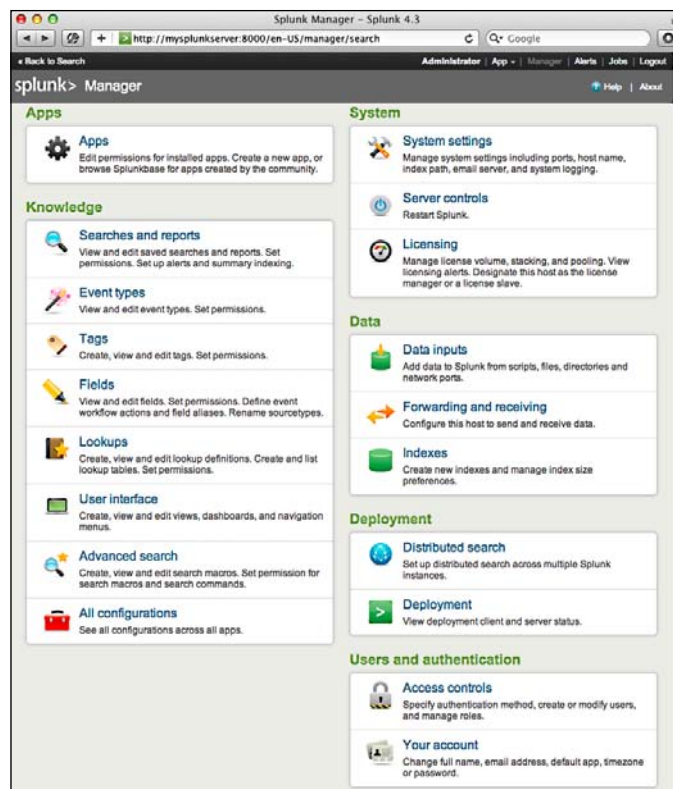 Splunk Manager – Splunk 4.3
http://mysplunkserver:8000/en-US/manager/search
Google
« Back to Search
Administrator | App | Manager | Alerts | Jobs | Logout
splunk> Manager
Help | About
Apps
Apps
Edit permissions for installed apps. Create a new app, or
browse Splunkbase for apps created by the community.
Knowledge
Searches and reports
View and edit saved searches and reports. Set
permissions. Set up alerts and summary indexing.
Event types
View and edit event types. Set permissions.
Tags
Create, view and edit tags. Set permissions.
Fields
View and edit fields. Set permissions. Define event
workflow actions and field aliases. Rename sourcetypes.
Lookups
Create, view and edit lookup definitions. Create and list
lookup tables. Set permissions.
User interface
Create, view and edit views, dashboards, and navigation
menus.
Advanced search
Create, view and edit search macros. Set permission for
search macros and search commands.
All configurations
See all configurations across all apps.
System
System settings
Manage system settings including ports, host name,
index path, email server, and system logging.
Server controls
Restart Splunk.
Licensing
Manage license volume, stacking, and pooling. View
licensing alerts. Designate this host as the license
manager or a license slave.
Data
Data inputs
Add data to Splunk from scripts, files, directories and
network ports.
Forwarding and receiving
Configure this host to send and receive data.
Indexes
Create new indexes and manage index size
preferences.
Deployment
Distributed search
Set up distributed search across multiple Splunk
instances.
Deployment
View deployment client and server status.
Users and authentication
Access controls
Specify authentication method, create or modify users,
and manage roles.
Your account
Change full name, email address, default app, timezone
or password.